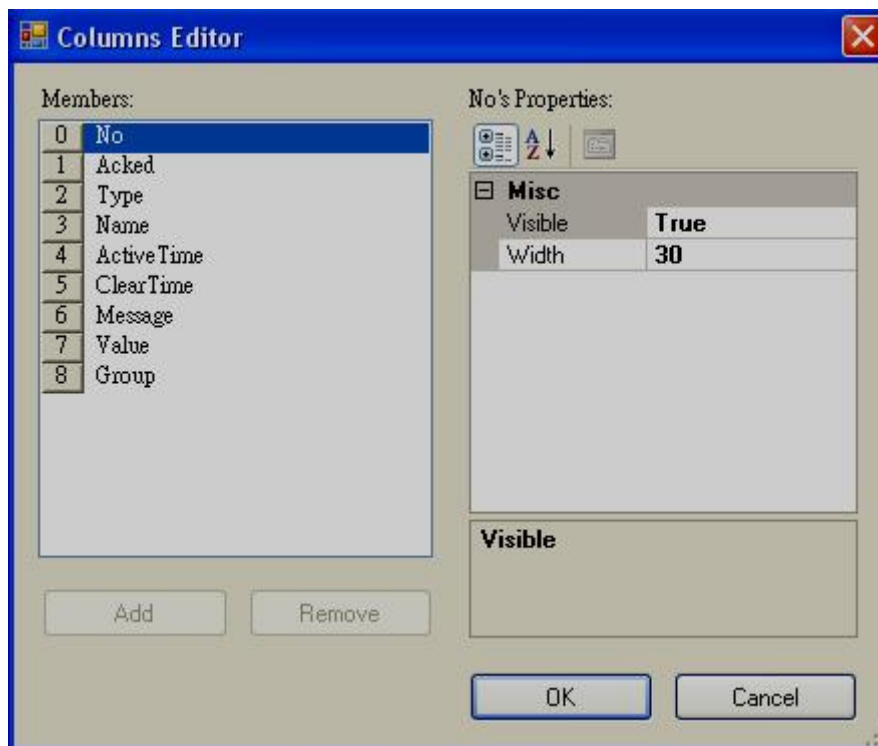 Columns Editor
Members:
0 No
1 Acked
2 Type
3 Name
4 ActiveTime
5 ClearTime
6 Message
7 Value
8 Group
Add Remove
No's Properties:
A
Z
Misc
Visible True
Width 30
Visible
OK Cancel